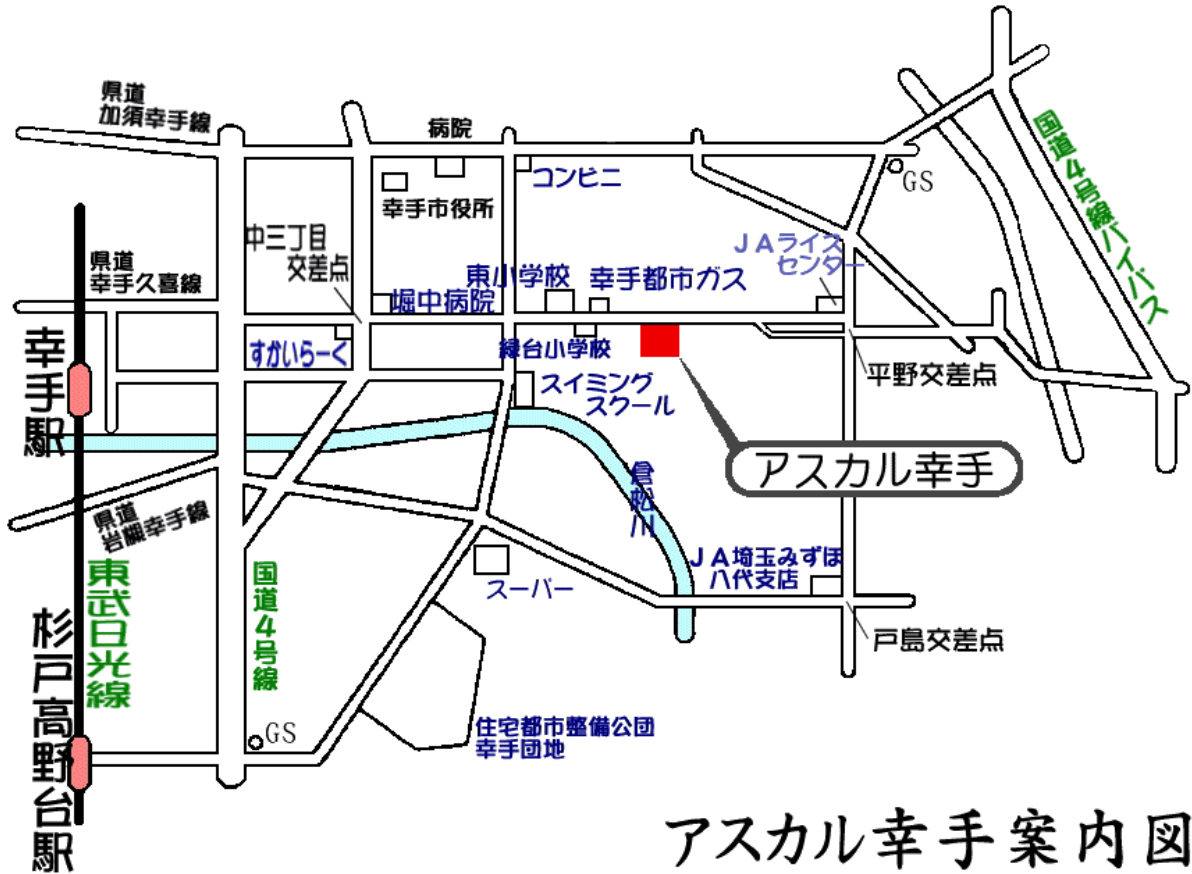 県道
加須幸手線
病院
コンビニ
GS
国道4号線バイパス
幸手市役所
中三丁目
交差点
JAライス
センター
県道
幸手久喜線
東小学校
幸手都市ガス
堀中病院
すかいらーく
緑台小学校
幸手駅
スイミング
スクール
平野交差点
アスカル幸手
倉松川
県道
岩槻幸手線
JA埼玉みずほ
八代支店
スーパー
東武日光線
国道4号線
戸島交差点
杉戸高野台駅
GS
住宅都市整備公団
幸手団地
アスカル幸手案内図